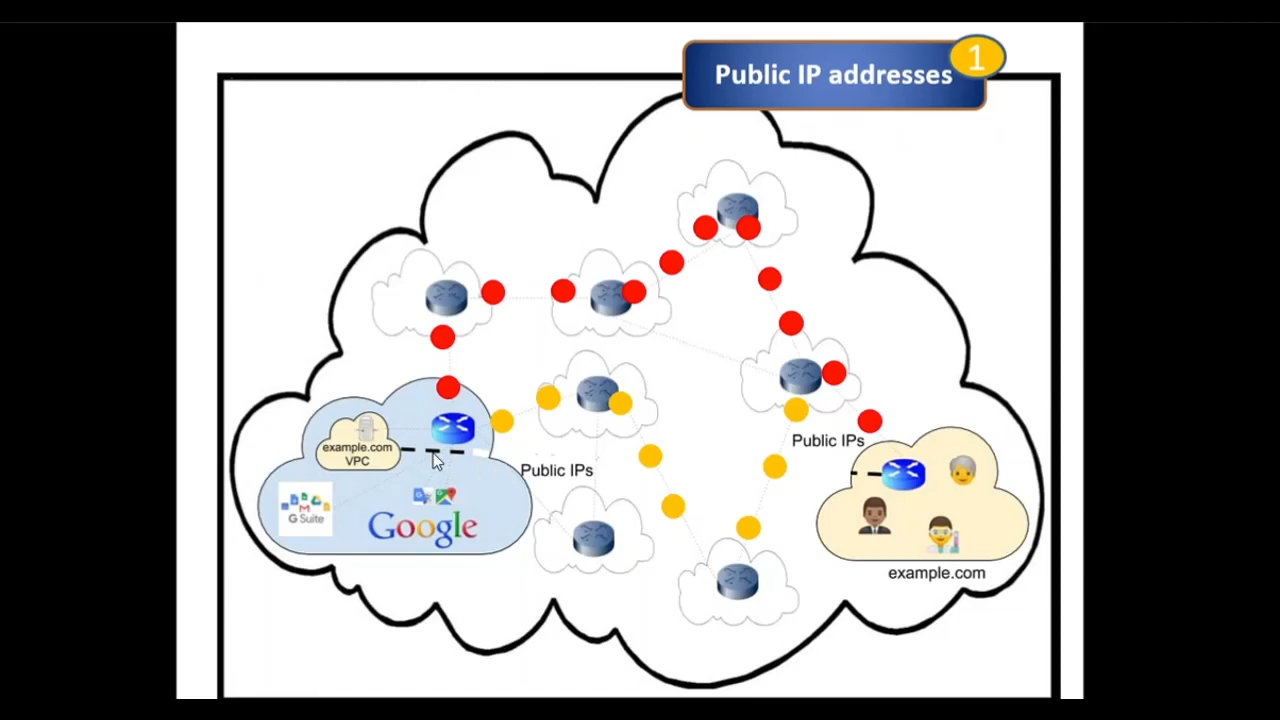 Public IP addresses
1
Public IPs
example.com
VPC
Public IPs
G Suite
Google
example.com